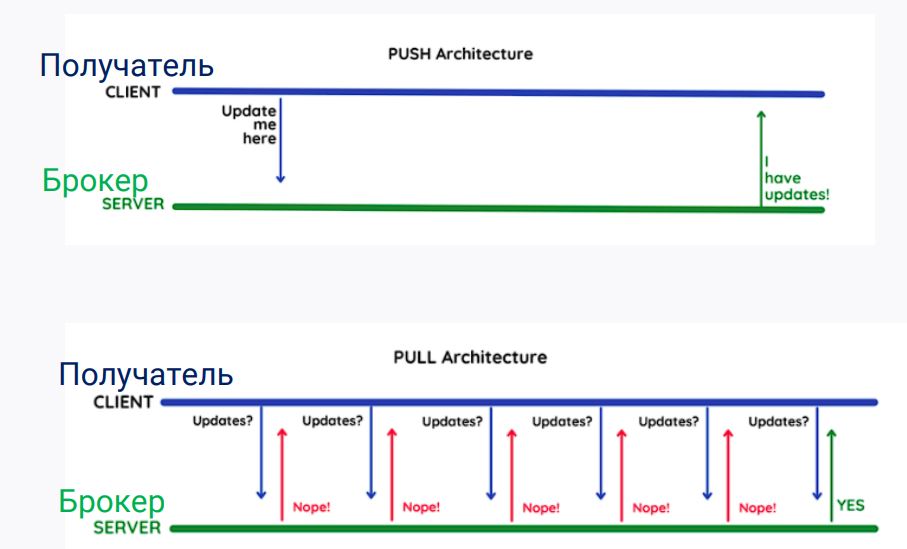 PUSH Architecture
Получатель
CLIENT
Update
me
here
I
have
updates!
Брокер
SERVER
PULL Architecture
Получатель
CLIENT
Updates? Updates? Updates? Updates? Updates? Updates?
Nope! Nope! Nope! Nope! Nope! YES
Брокер
SERVER